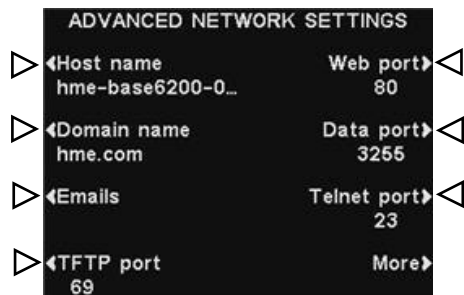 ADVANCED NETWORK SETTINGS
Host name Web port
hme-base6200-0… 80
Domain name Data port
hme.com 3255
Emails Telnet port
23
TFTP port More
69